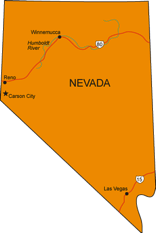 Winnemucca
Humboldt
River
80
NEVADA
Reno
Carson City
15
Las Vegas